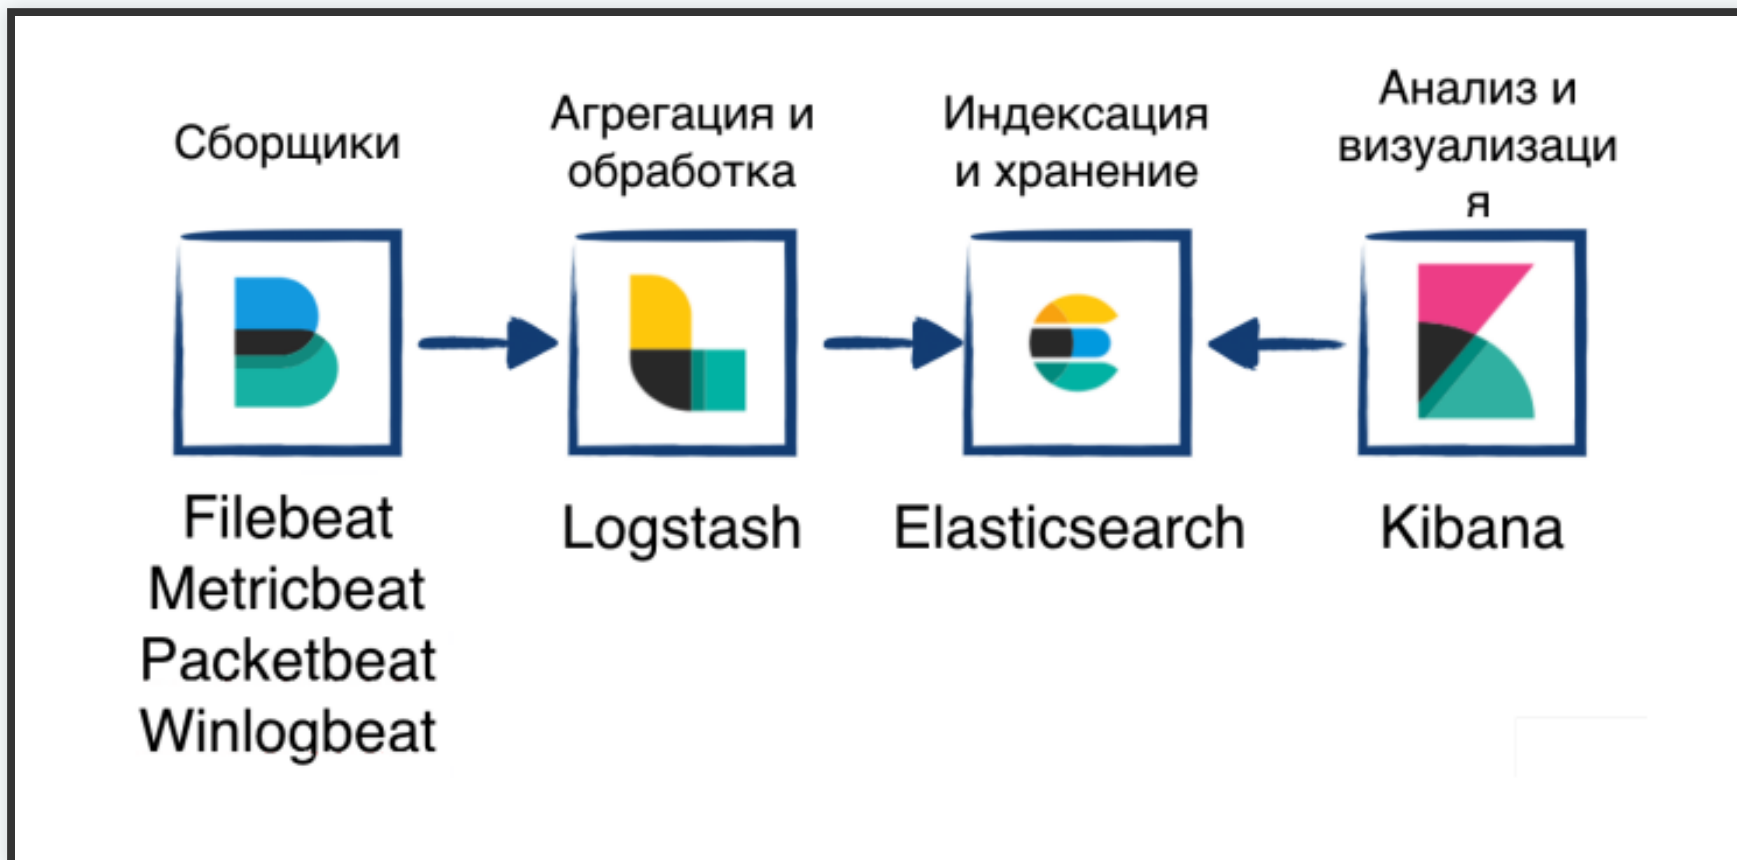 Сборщики
Агрегация и
обработка
Индексация
и хранение
Анализ и
визуализаци
я
Filebeat
Metricbeat
Packetbeat
Winlogbeat
Logstash
Elasticsearch
Kibana